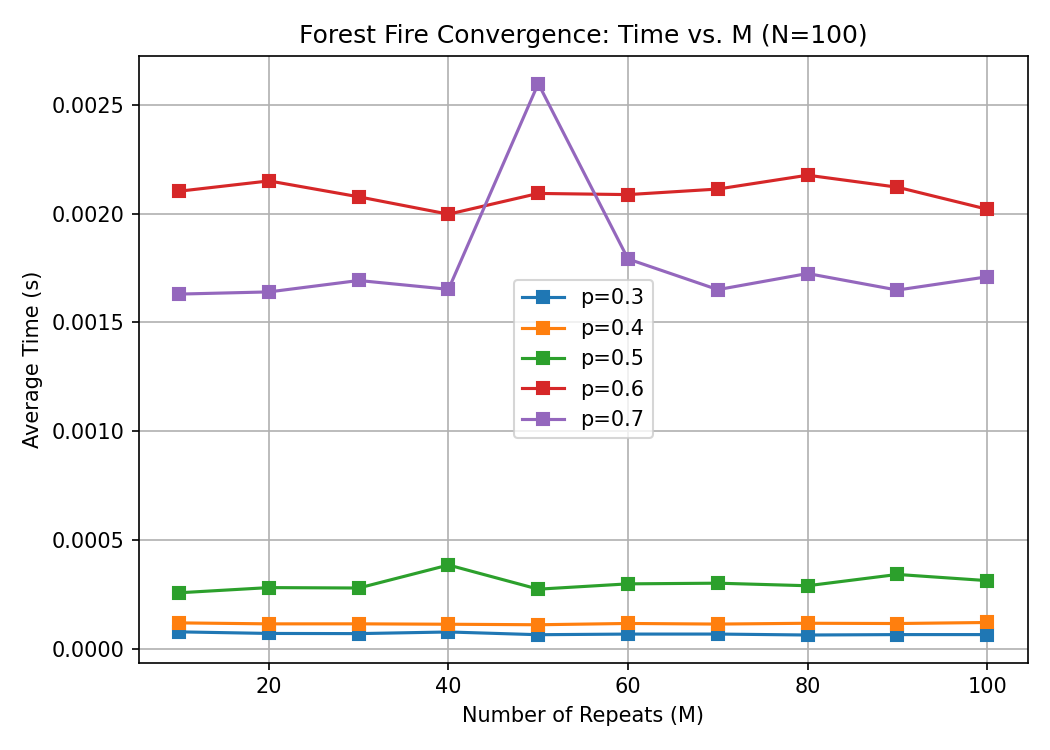 Forest Fire Convergence: Time vs. M (N=100)
Average Time (s)
0.0025
0.0020
0.0015
0.0010
0.0005
0.0000
p=0.3
p=0.4
p=0.5
p=0.6
p=0.7
20 40 60 80 100
Number of Repeats (M)